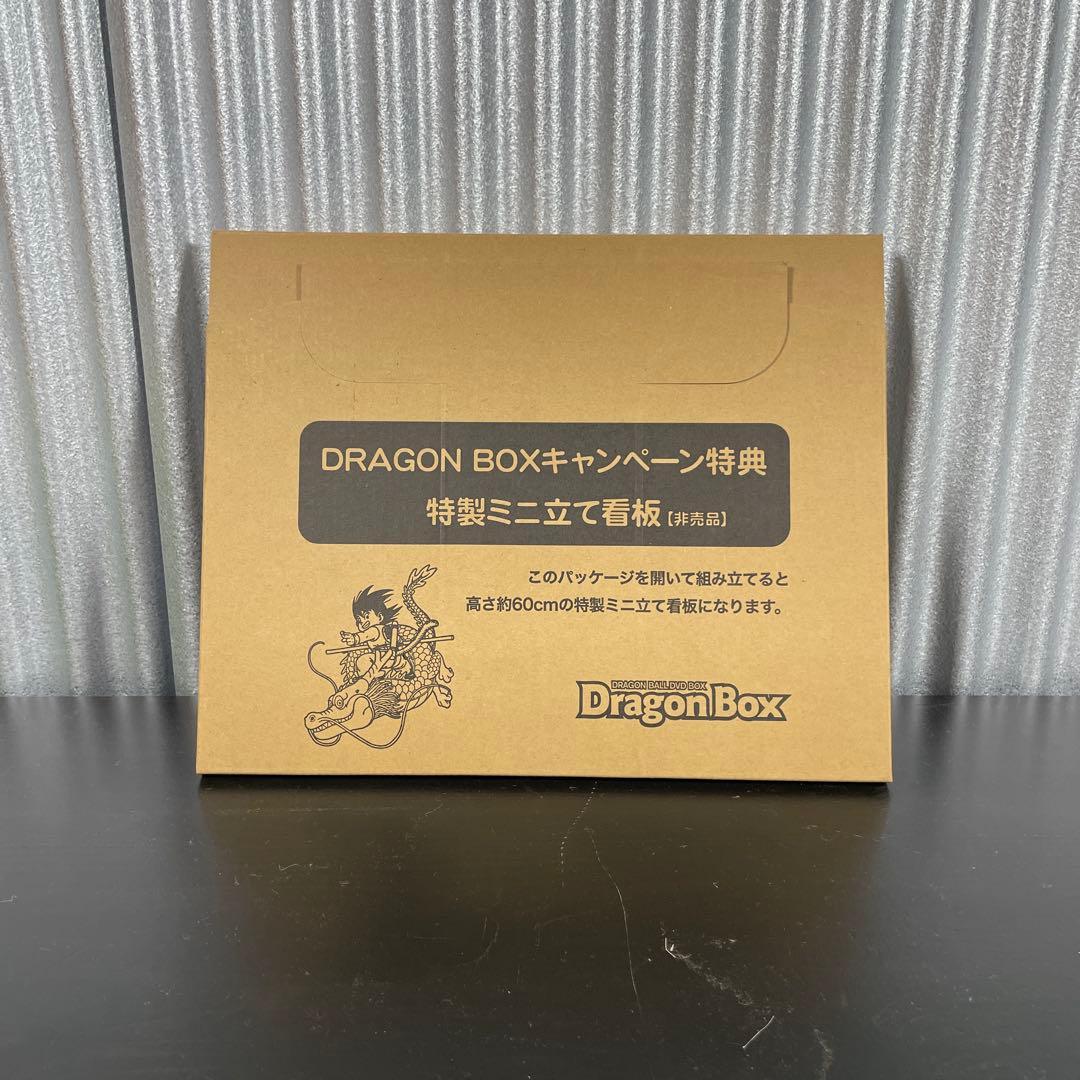 DRAGON BOXキャンペーン特典
特製ミニ立て看板【非売品】
このパッケージを開いて組み立てると
高さ約60cmの特製ミニ立て看板になります。
DRAGON BALL DVD BOX
Dragon Box